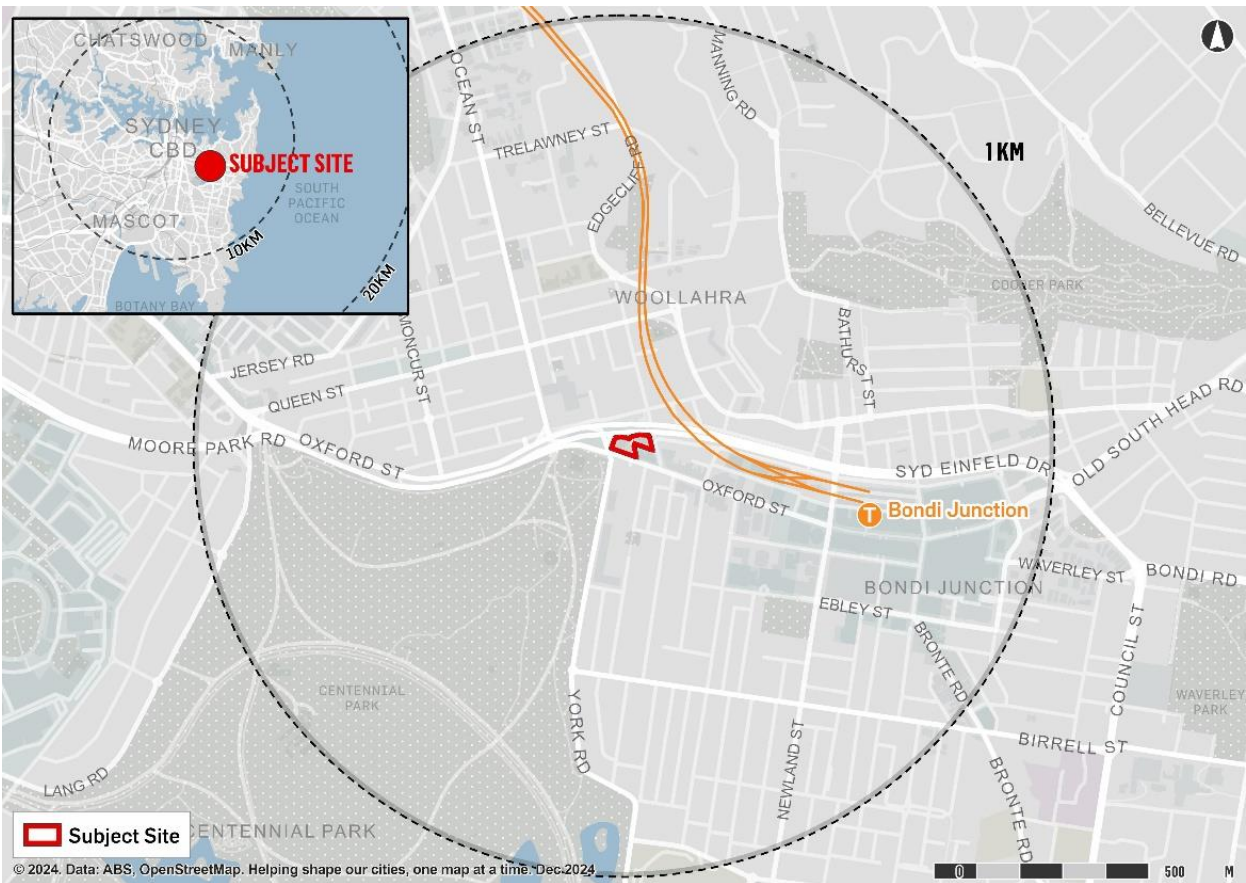 CHATSWOOD
MANLY
SYDNEY
CBD
SUBJECT SITE
SOUTH
PACIFIC
OCEAN
MASCOT
10KM
20KM
BOTANY BAY
OCEAN ST
MANNING RD
TRELAWNEY ST
EDGECLIFF RD
1 KM
BELLEVUE RD
COOPER PARK
WOOLLAHRA
BATHURST ST
MONCUR ST
JERSEY RD
QUEEN ST
MOORE PARK RD
OXFORD ST
OLD SOUTH HEAD RD
SYD EINFELD DR
OXFORD ST
T Bondi Junction
WAVERLEY ST
BONDI RD
BONDI JUNCTION
EBLEY ST
BRONTE RD
COUNCIL ST
CENTENNIAL
PARK
YORK RD
WAVERLEY
PARK
NEWLAND ST
BIRRELL ST
BRONTE RD
LANG RD
Subject Site
CENTENNIAL PARK
© 2024. Data: ABS, OpenStreetMap. Helping shape our cities, one map at a time. Dec 2024
0 500 M